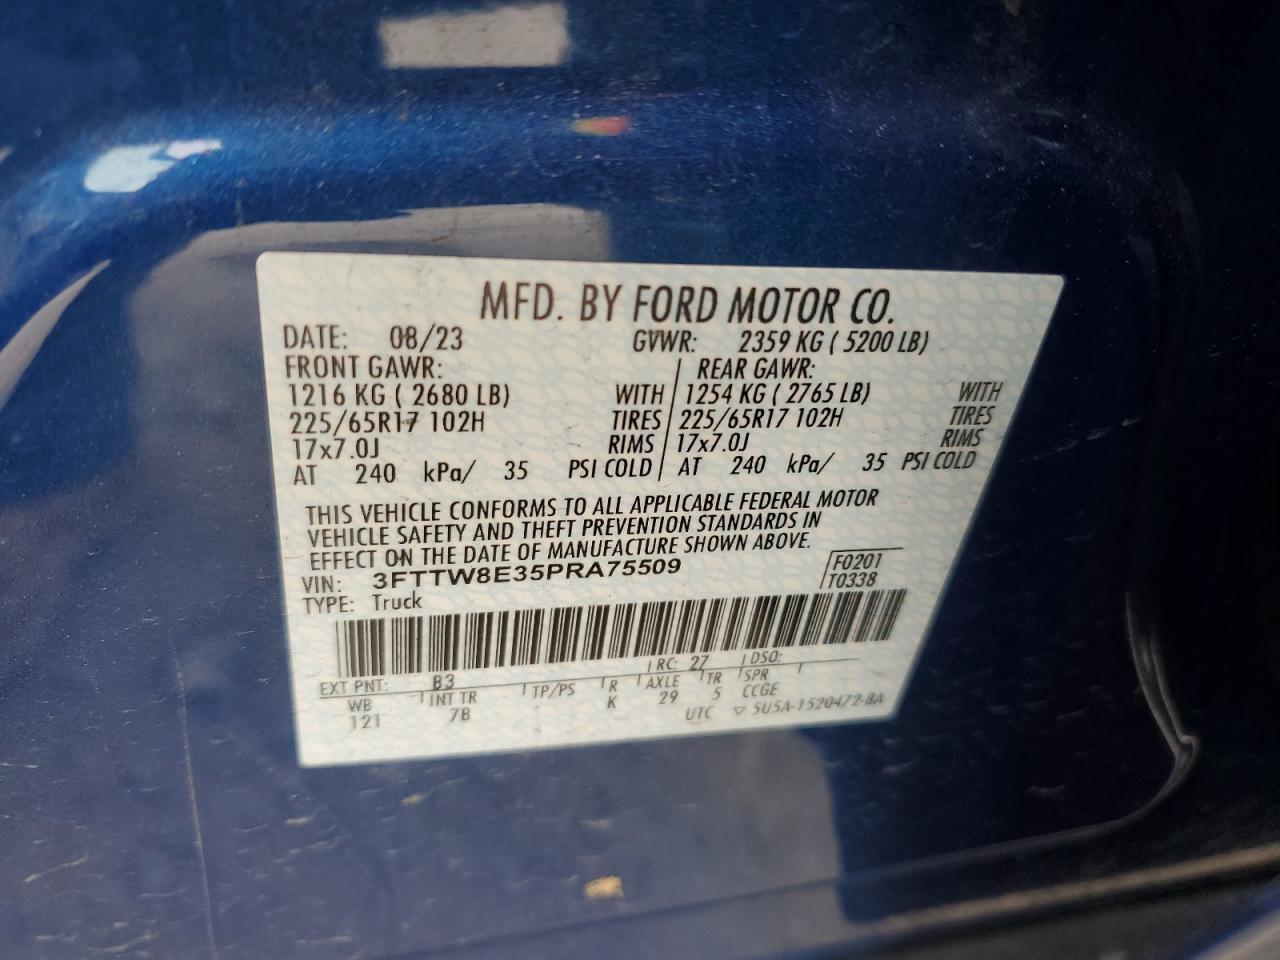 MFD. BY FORD MOTOR CO.
DATE: 08/23 GVWR: 2359 KG ( 5200 LB)
FRONT GAWR: REAR GAWR:
1216 KG ( 2680 LB) WITH 1254 KG ( 2765 LB) WITH
225/65R17 102H TIRES 225/65R17 102H TIRES
17x7.0J RIMS 17x7.0J RIMS
AT 240 kPa/ 35 PSI COLD AT 240 kPa/ 35 PSI COLD
THIS VEHICLE CONFORMS TO ALL APPLICABLE FEDERAL MOTOR
VEHICLE SAFETY AND THEFT PREVENTION STANDARDS IN
EFFECT ON THE DATE OF MANUFACTURE SHOWN ABOVE.
VIN: 3FTTW8E35PRA75509 F0201
TYPE: Truck T0338
EXT PNT: B3 RC: 27 DSO:
WB INT TR TP/PS R AXLE TR SPR
121 7B K 29 5 CCGE
UTC ▽ 5U5A-1520472-BA